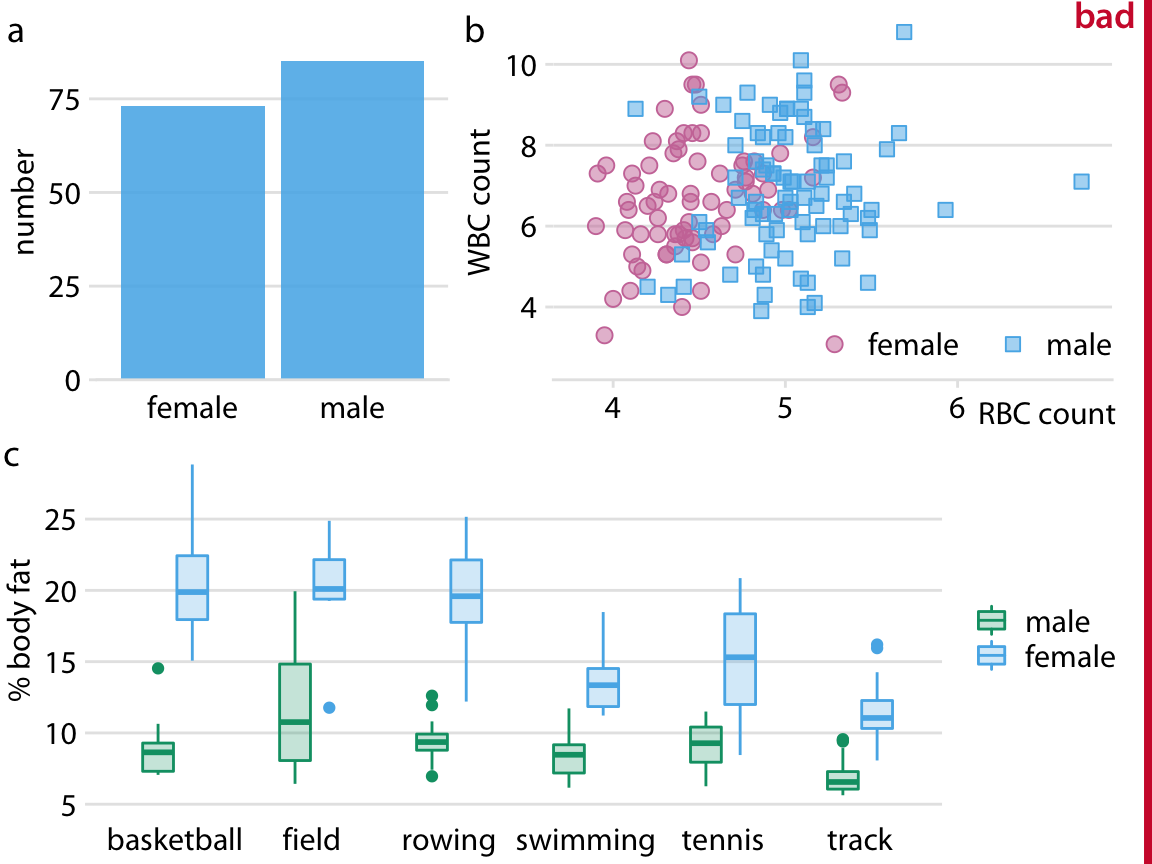 a
number
75
50
25
0
female male
b
bad
WBC count
10
8
6
4
female male
4 5 6 RBC count
c
% body fat
25
20
15
10
5
basketball field rowing swimming tennis track
male
female